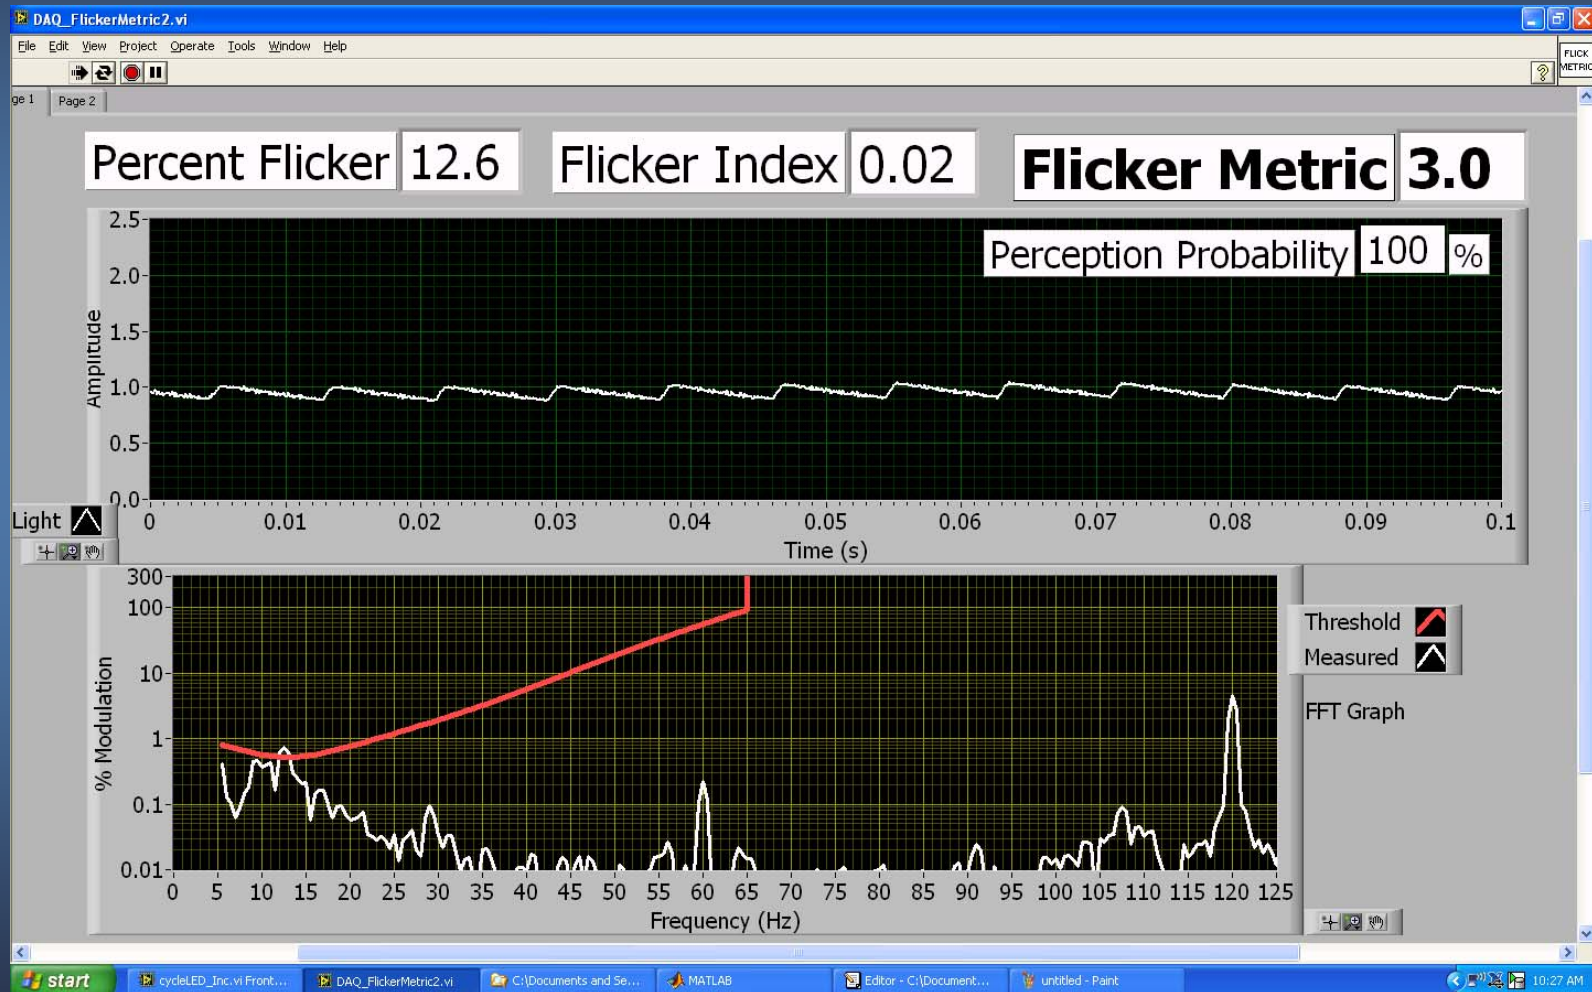 DAQ_FlickerMetric2.vi
File Edit View Project Operate Tools Window Help
FLICK
METRIC
ge 1 Page 2
Percent Flicker 12.6 Flicker Index 0.02 Flicker Metric 3.0
Perception Probability 100 %
Amplitude
2.5
2.0
1.5
1.0
0.5
0.0
0 0.01 0.02 0.03 0.04 0.05 0.06 0.07 0.08 0.09 0.1
Time (s)
Light
% Modulation
300
100
10
1
0.1
0.01
0 5 10 15 20 25 30 35 40 45 50 55 60 65 70 75 80 85 90 95 100 105 110 115 120 125
Frequency (Hz)
Threshold
Measured
FFT Graph
start cycleLED_Inc.vi Front... DAQ_FlickerMetric2.vi C:\Documents and Se... MATLAB Editor - C:\Document... untitled - Paint 10:27 AM